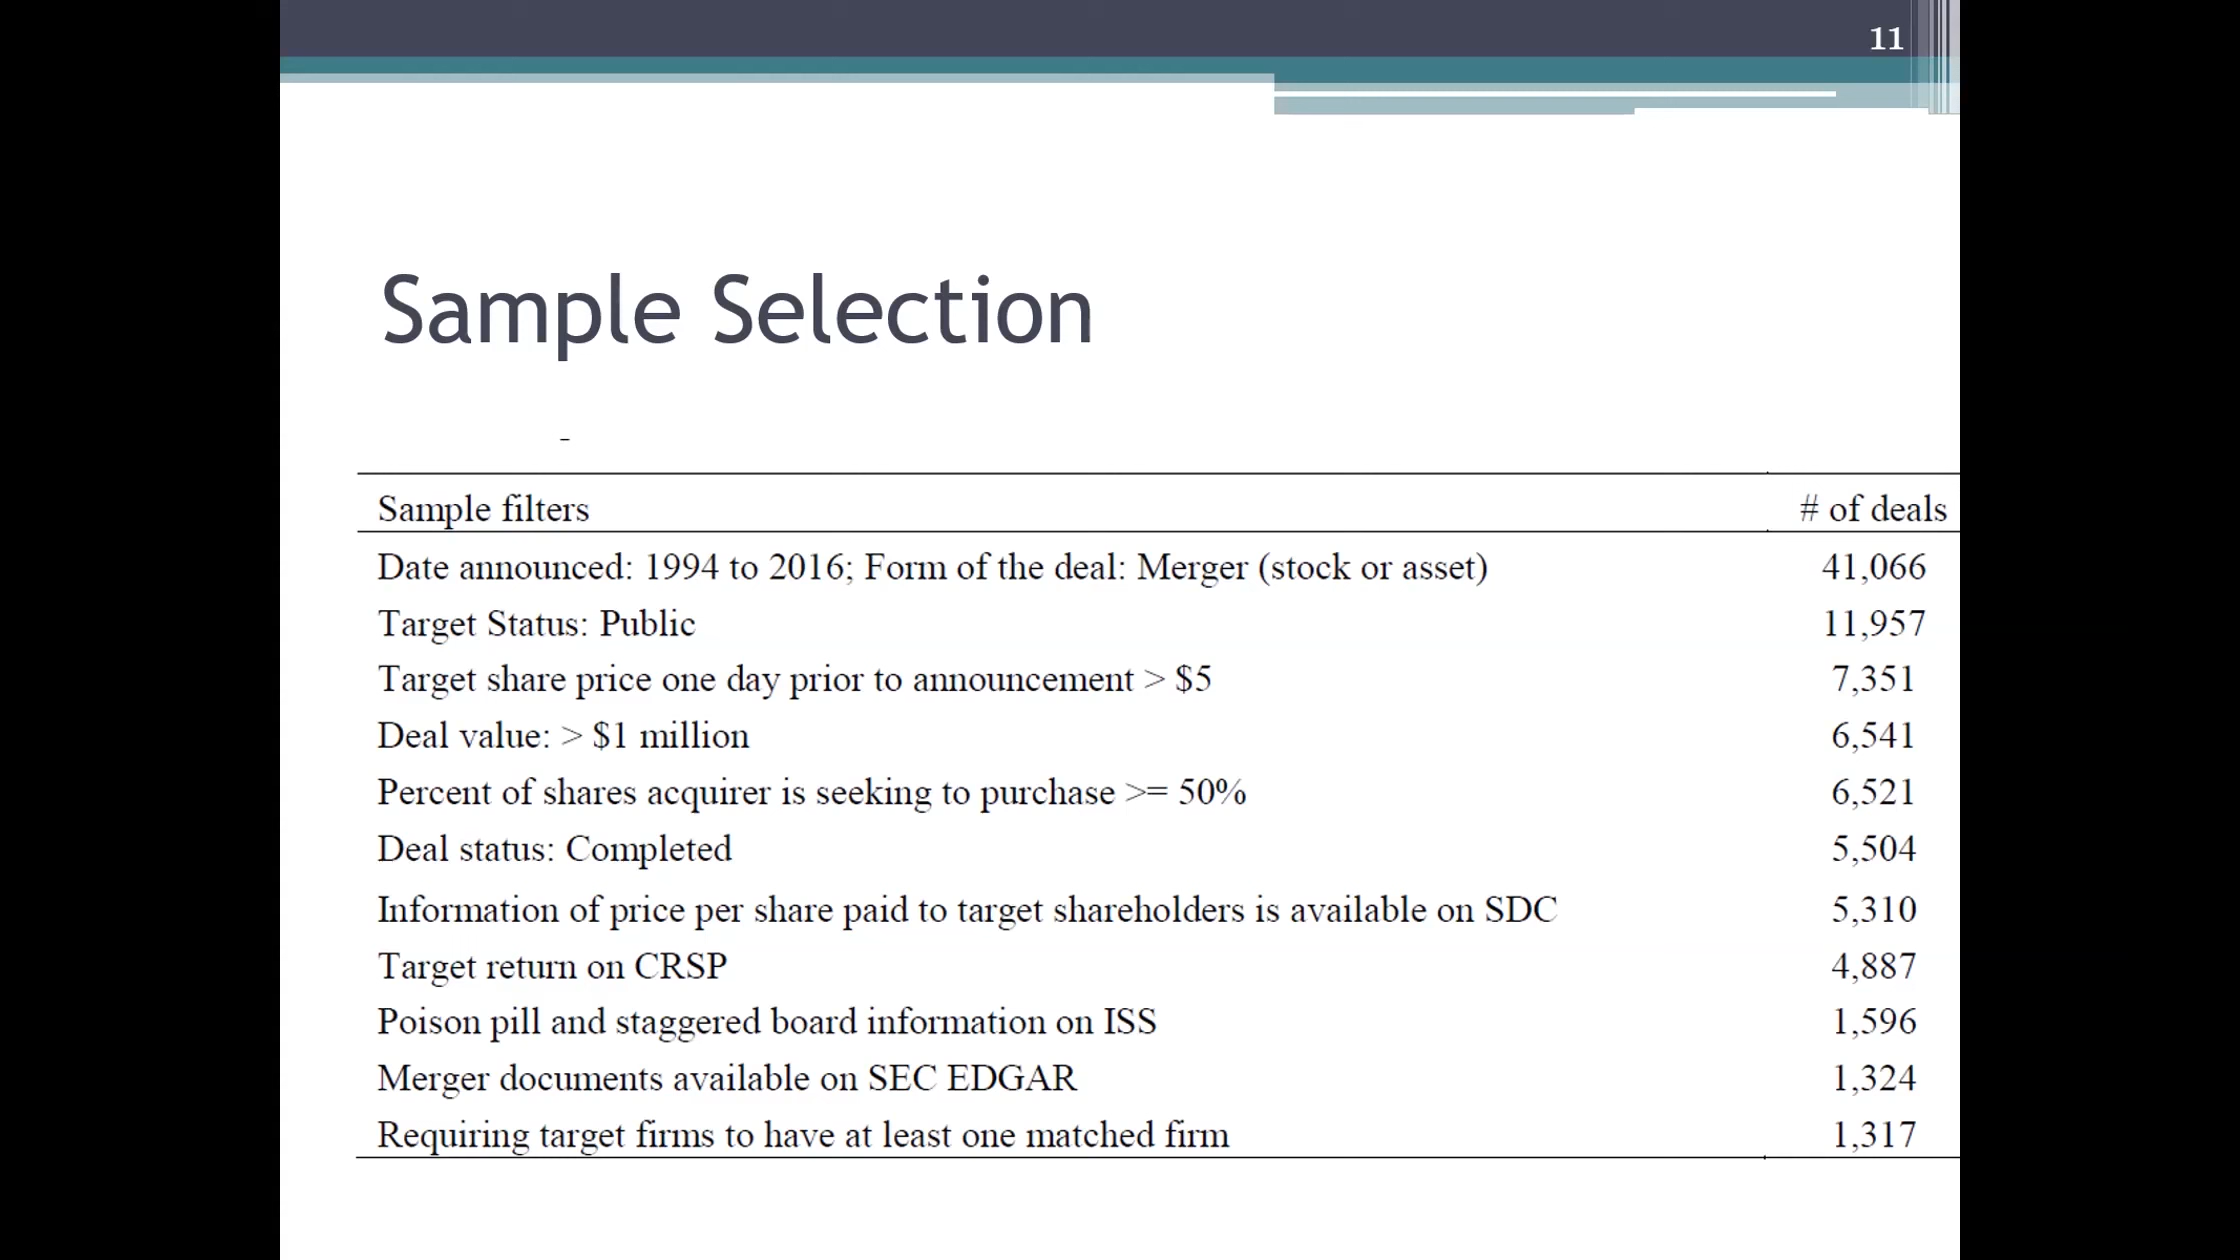 11
Sample Selection
Sample filters # of deals
Date announced: 1994 to 2016; Form of the deal: Merger (stock or asset) 41,066
Target Status: Public 11,957
Target share price one day prior to announcement > $5 7,351
Deal value: > $1 million 6,541
Percent of shares acquirer is seeking to purchase >= 50% 6,521
Deal status: Completed 5,504
Information of price per share paid to target shareholders is available on SDC 5,310
Target return on CRSP 4,887
Poison pill and staggered board information on ISS 1,596
Merger documents available on SEC EDGAR 1,324
Requiring target firms to have at least one matched firm 1,317